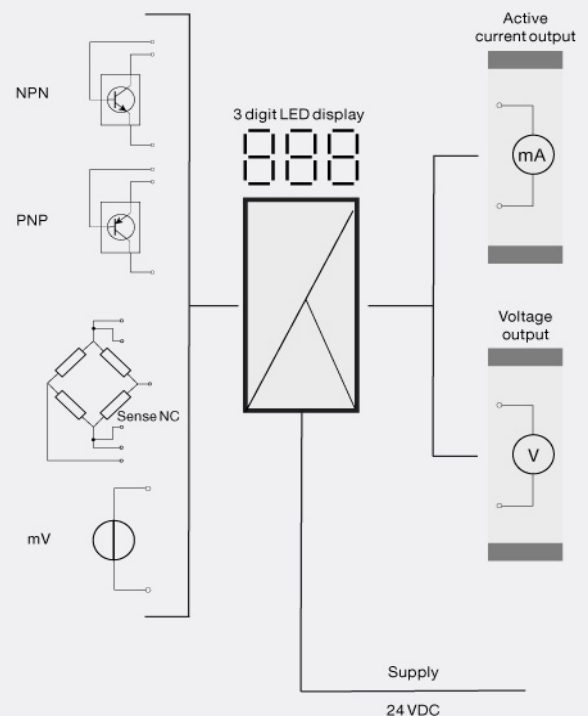 Active
current output
NPN
3 digit LED display
mA
PNP
Voltage
output
Sense NC
V
mV
Supply
24 VDC